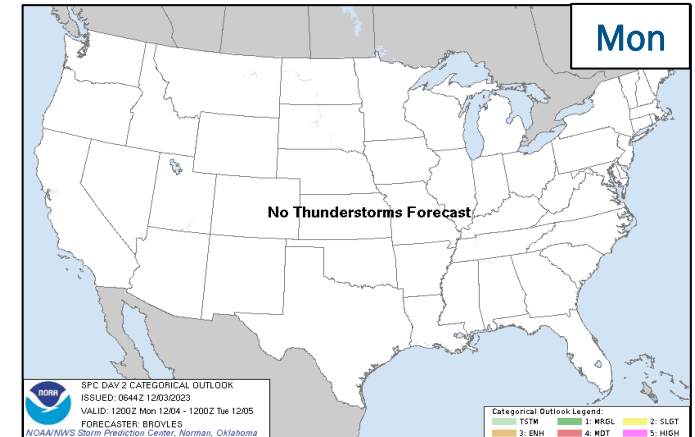 Mon
No Thunderstorms Forecast
NOAA
SPC DAY 2 CATEGORICAL OUTLOOK
ISSUED: 0644Z 12/03/2023
VALID: 1200Z Mon 12/04 - 1200Z Tue 12/05
FORECASTER: BROYLES
NOAA/NWS Storm Prediction Center, Norman, Oklahoma
Categorical Outlook Legend:
TSTM 1: MRGL 2: SLGT
3: ENH 4: MDT 5: HIGH